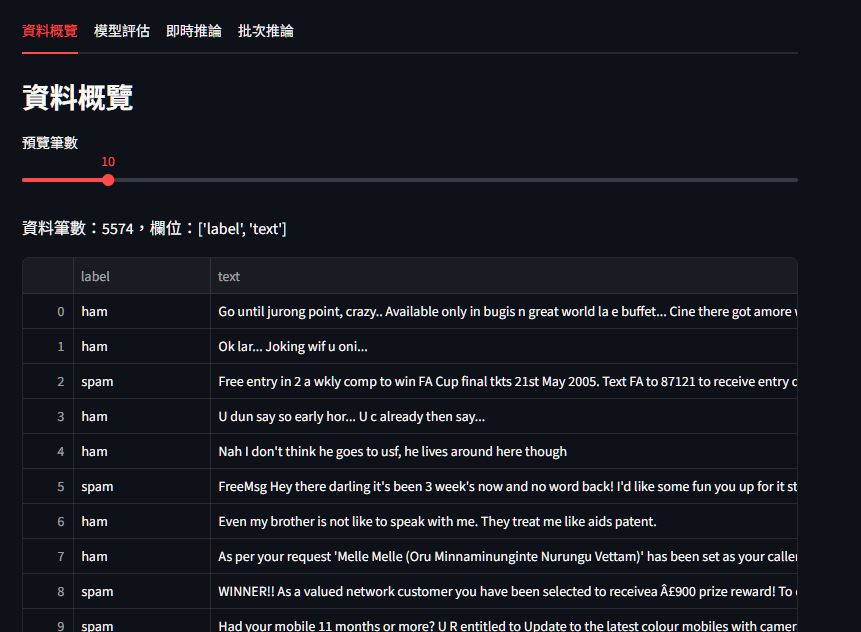 資料概覽 模型評估 即時推論 批次推論
資料概覽
預覽筆數
10
資料筆數：5574，欄位：['label', 'text']
label text
0 ham Go until jurong point, crazy.. Available only in bugis n great world la e buffet... Cine there got amore
1 ham Ok lar... Joking wif u oni...
2 spam Free entry in 2 a wkly comp to win FA Cup final tkts 21st May 2005. Text FA to 87121 to receive entry
3 ham U dun say so early hor... U c already then say...
4 ham Nah I don't think he goes to usf, he lives around here though
5 spam FreeMsg Hey there darling it's been 3 week's now and no word back! I'd like some fun you up for it
6 ham Even my brother is not like to speak with me. They treat me like aids patent.
7 ham As per your request 'Melle Melle (Oru Minnaminunginte Nurungu Vettam)' has been set as your
8 spam WINNER!! As a valued network customer you have been selected to receivea Â£900 prize reward! To
9 spam Had your mobile 11 months or more? U R entitled to Update to the latest colour mobiles with